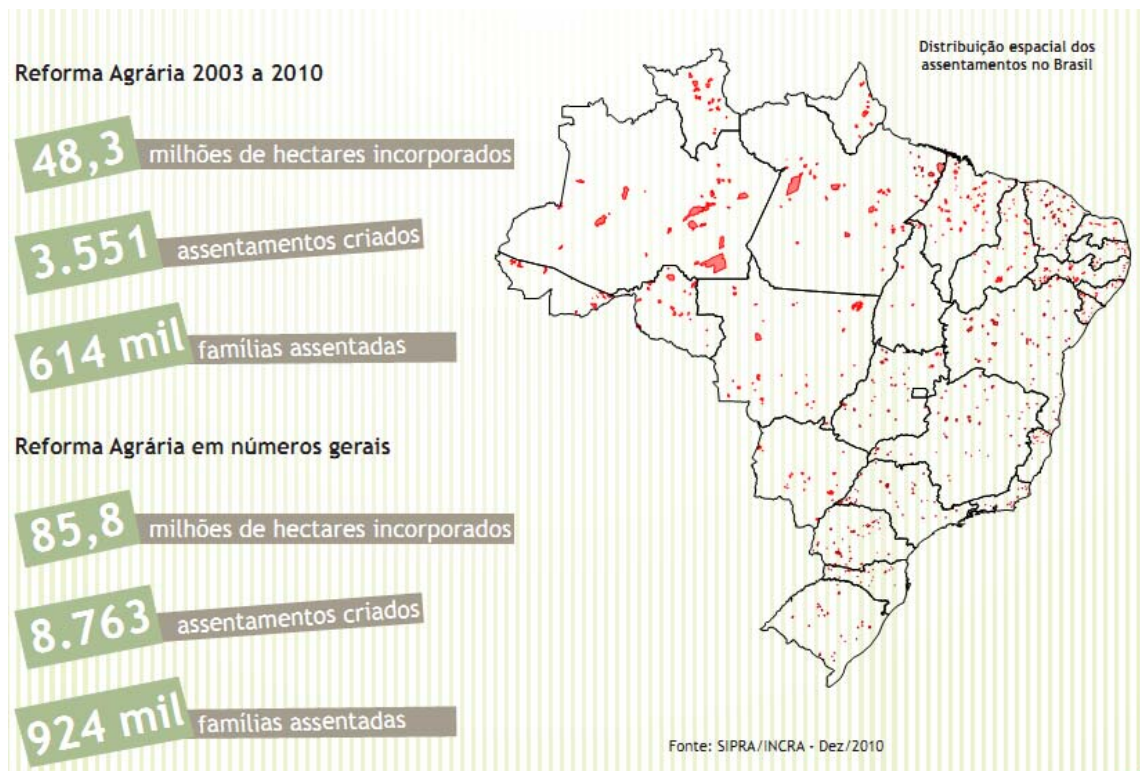 Reforma Agrária 2003 a 2010
48,3 milhões de hectares incorporados
3.551 assentamentos criados
614 mil famílias assentadas
Reforma Agrária em números gerais
85,8 milhões de hectares incorporados
8.763 assentamentos criados
924 mil famílias assentadas
Distribuição espacial dos
assentamentos no Brasil
Fonte: SIPRA/INCRA - Dez/2010